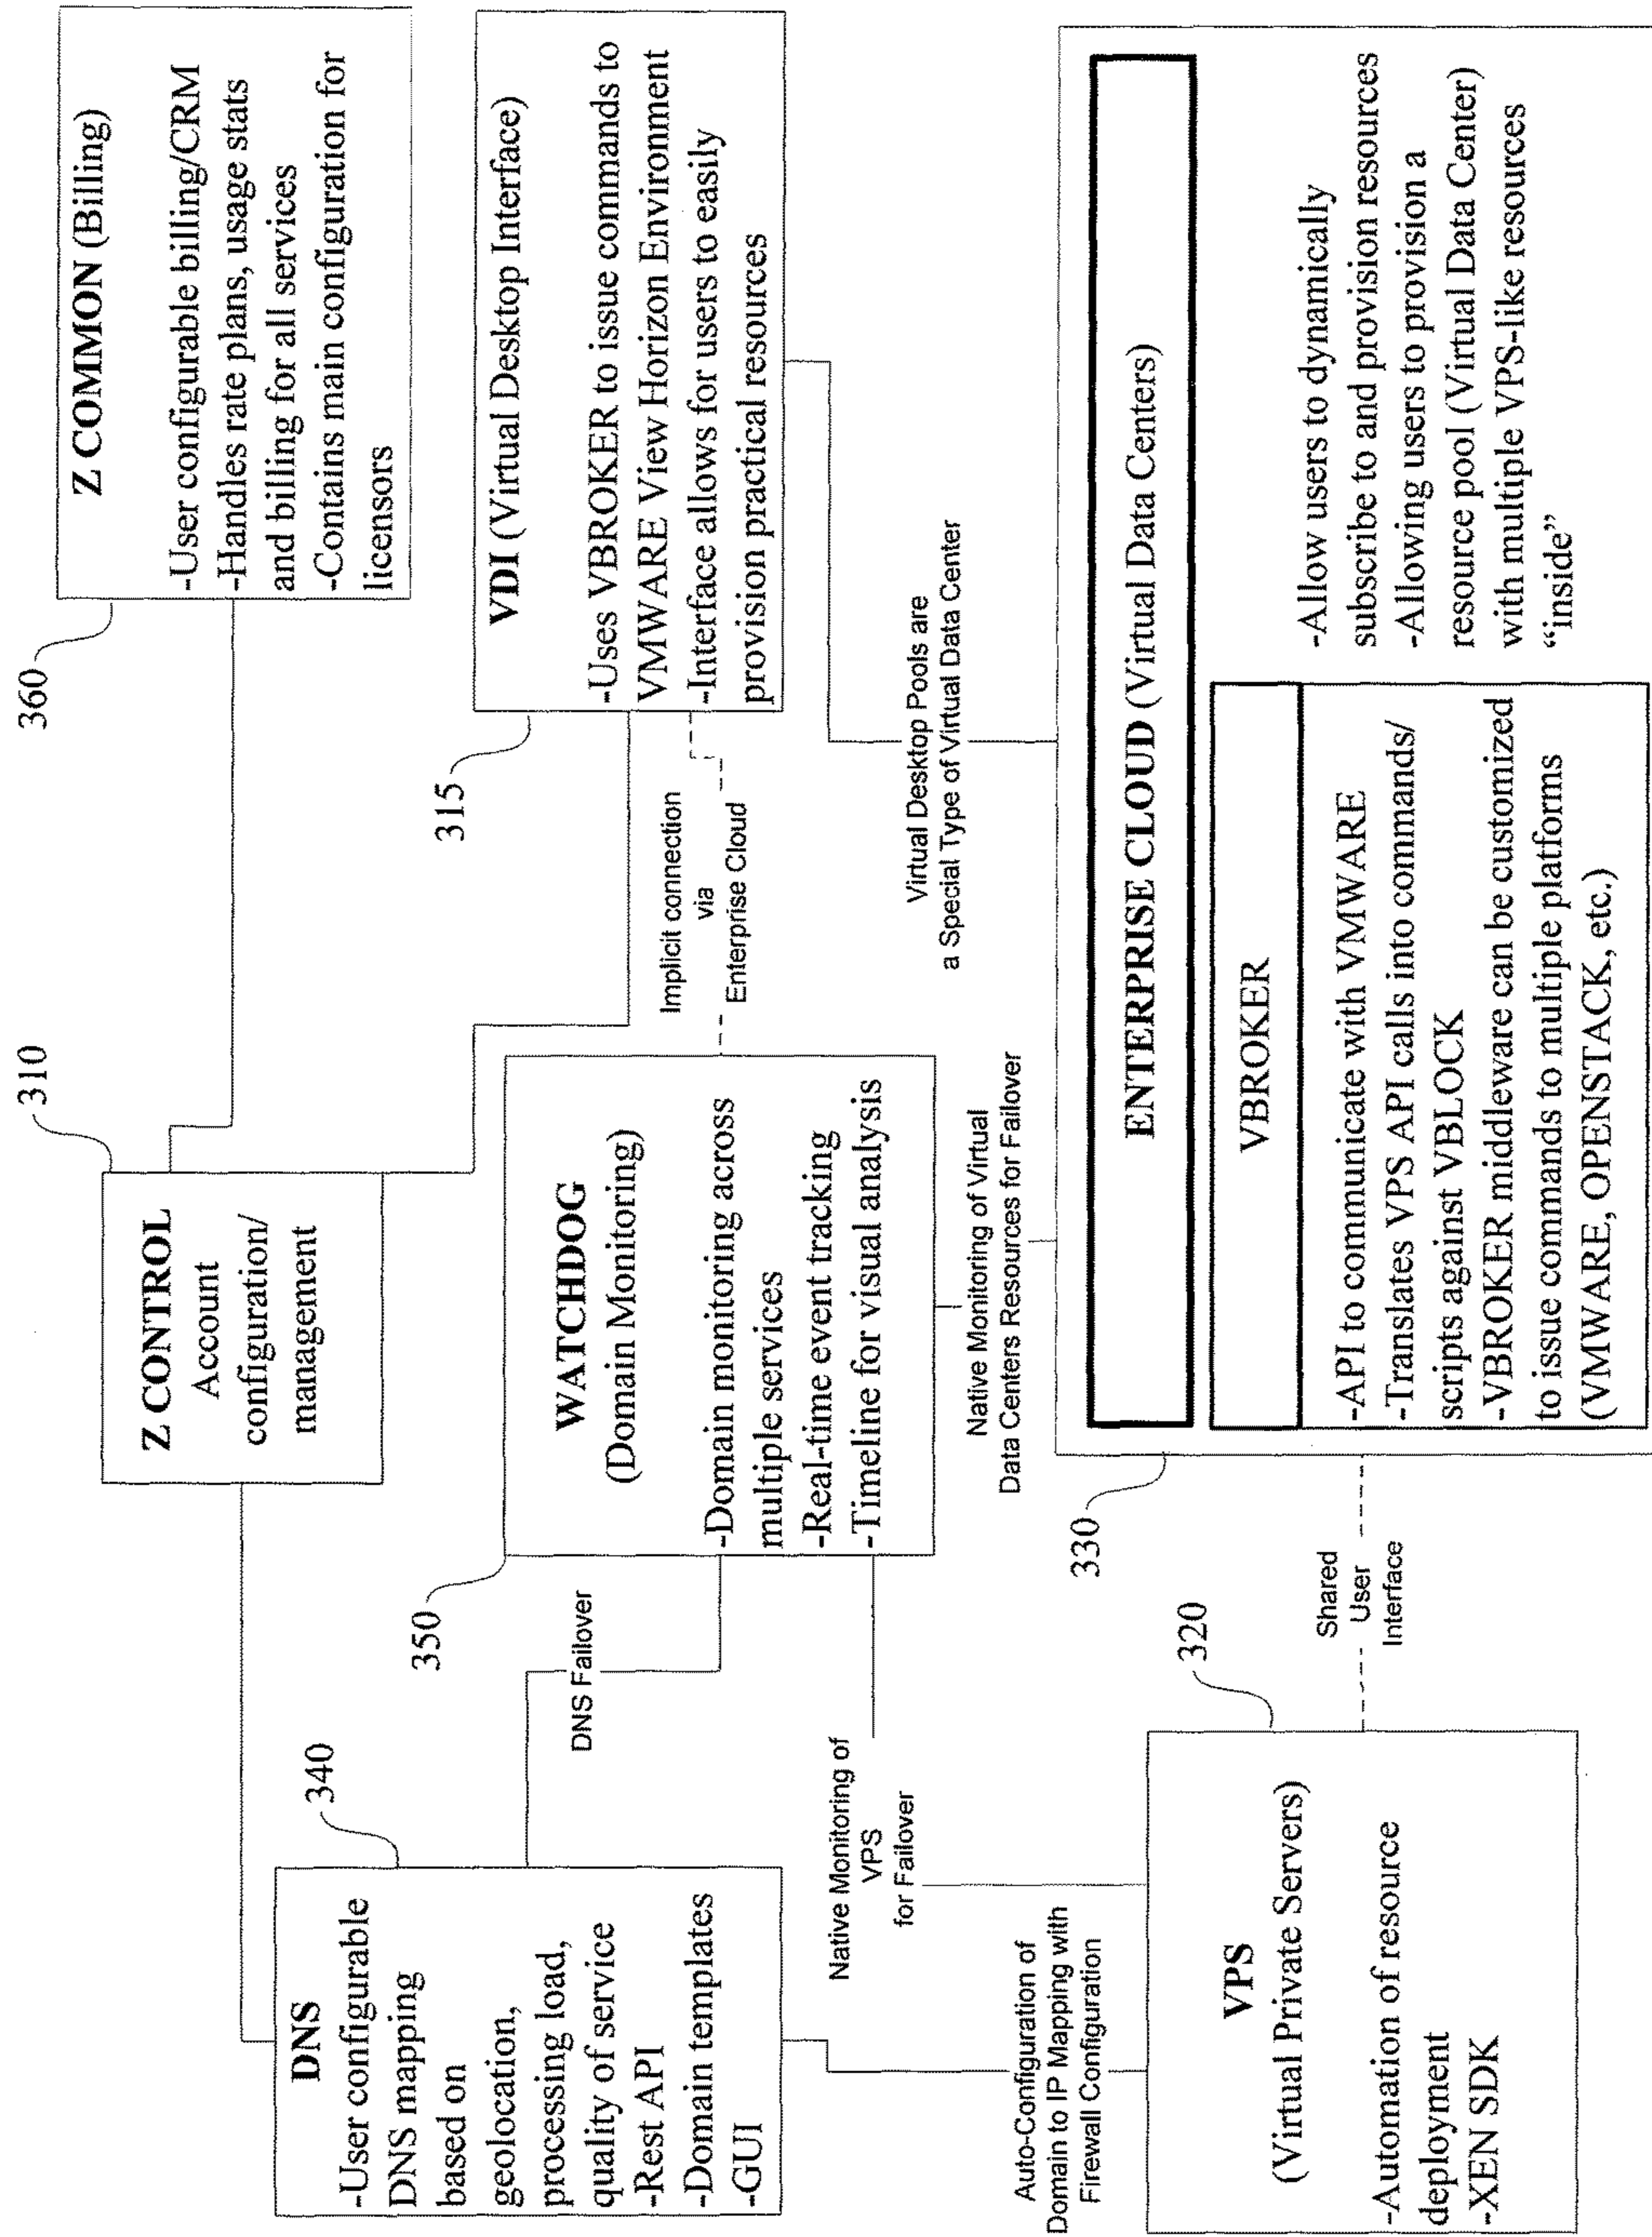 310
Z CONTROL
Account
configuration/
management
360
Z COMMON (Billing)
-User configurable billing/CRM
-Handles rate plans, usage stats
and billing for all services
-Contains main configuration for
licensors
340
DNS
-User configurable
DNS mapping
based on
geolocation,
processing load,
quality of service
-Rest API
-Domain templates
-GUI
DNS Failover
350
WATCHDOG
(Domain Monitoring)
-Domain monitoring across
multiple services
-Real-time event tracking
-Timeline for visual analysis
Implicit connection
via
Enterprise Cloud
315
VDI (Virtual Desktop Interface)
-Uses VBROKER to issue commands to
VMWARE View Horizon Environment
-Interface allows for users to easily
provision practical resources
Native Monitoring of
VPS
for Failover
Auto-Configuration of
Domain to IP Mapping with
Firewall Configuration
Native Monitoring of Virtual
Data Centers Resources for Failover
Virtual Desktop Pools are
a Special Type of Virtual Data Center
320
VPS
(Virtual Private Servers)
-Automation of resource
deployment
-XEN SDK
Shared
User
Interface
330
ENTERPRISE CLOUD (Virtual Data Centers)
VBROKER
-API to communicate with VMWARE
-Translates VPS API calls into commands/
scripts against VBLOCK
-VBROKER middleware can be customized
to issue commands to multiple platforms
(VMWARE, OPENSTACK, etc.)
-Allow users to dynamically
subscribe to and provision resources
-Allowing users to provision a
resource pool (Virtual Data Center)
with multiple VPS-like resources
“inside”